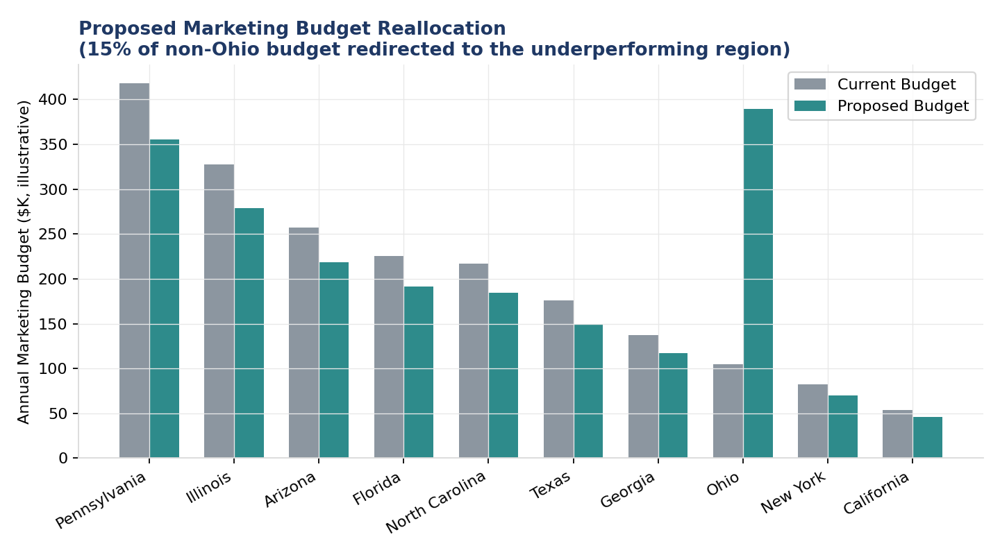 Proposed Marketing Budget Reallocation
(15% of non-Ohio budget redirected to the underperforming region)
Current Budget
Proposed Budget
Annual Marketing Budget ($K, illustrative)
400
350
300
250
200
150
100
50
0
Pennsylvania
Illinois
Arizona
Florida
North Carolina
Texas
Georgia
Ohio
New York
California